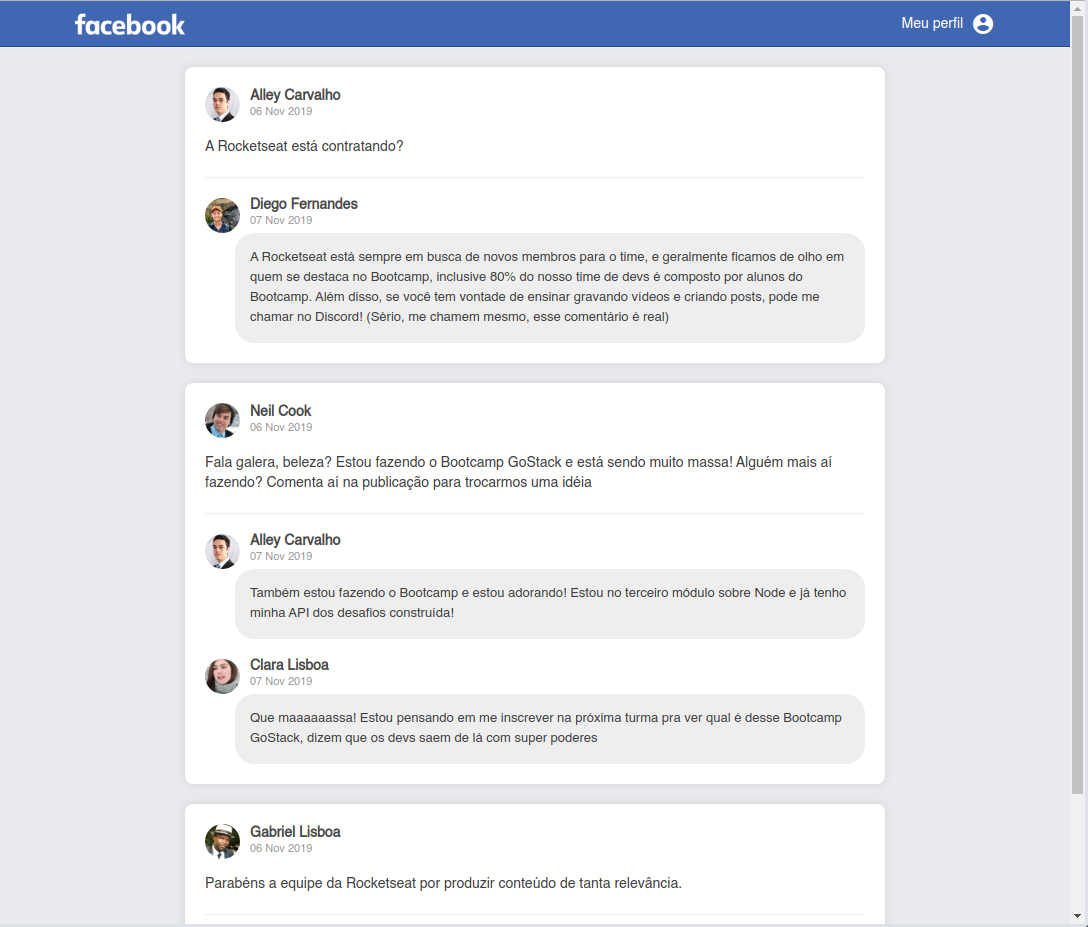 facebook
Meu perfil
Alley Carvalho
06 Nov 2019
A Rocketseat está contratando?
Diego Fernandes
07 Nov 2019
A Rocketseat está sempre em busca de novos membros para o time, e geralmente ficamos de olho em
quem se destaca no Bootcamp, inclusive 80% do nosso time de devs é composto por alunos do
Bootcamp. Além disso, se você tem vontade de ensinar gravando vídeos e criando posts, pode me
chamar no Discord! (Sério, me chamem mesmo, esse comentário é real)
Neil Cook
06 Nov 2019
Fala galera, beleza? Estou fazendo o Bootcamp GoStack e está sendo muito massa! Alguém mais aí
fazendo? Comenta aí na publicação para trocarmos uma idéia
Alley Carvalho
07 Nov 2019
Também estou fazendo o Bootcamp e estou adorando! Estou no terceiro módulo sobre Node e já tenho
minha API dos desafios construída!
Clara Lisboa
07 Nov 2019
Que maaaaaassa! Estou pensando em me inscrever na próxima turma pra ver qual é desse Bootcamp
GoStack, dizem que os devs saem de lá com super poderes
Gabriel Lisboa
06 Nov 2019
Parabéns a equipe da Rocketseat por produzir conteúdo de tanta relevância.